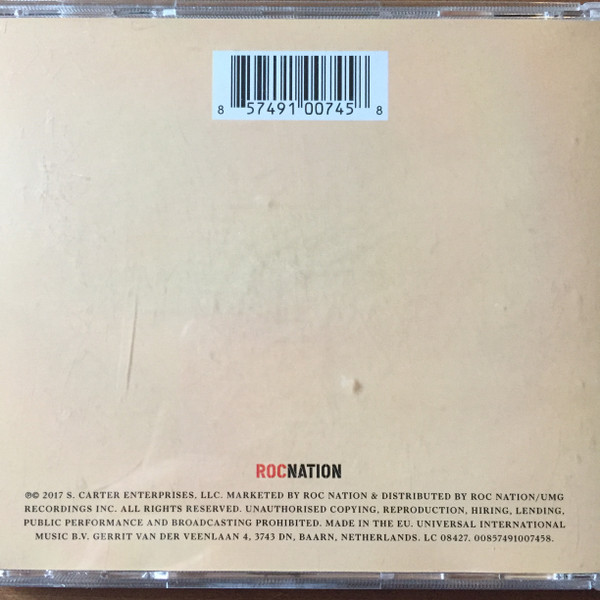 8 57491 00745 8
ROCNATION
℗© 2017 S. CARTER ENTERPRISES, LLC. MARKETED BY ROC NATION & DISTRIBUTED BY ROC NATION/UMG
RECORDINGS INC. ALL RIGHTS RESERVED. UNAUTHORISED COPYING, REPRODUCTION, HIRING, LENDING,
PUBLIC PERFORMANCE AND BROADCASTING PROHIBITED. MADE IN THE EU. UNIVERSAL INTERNATIONAL
MUSIC B.V. GERRIT VAN DER VEENLAAN 4, 3743 DN, BAARN, NETHERLANDS. LC 08427. 00857491007458.